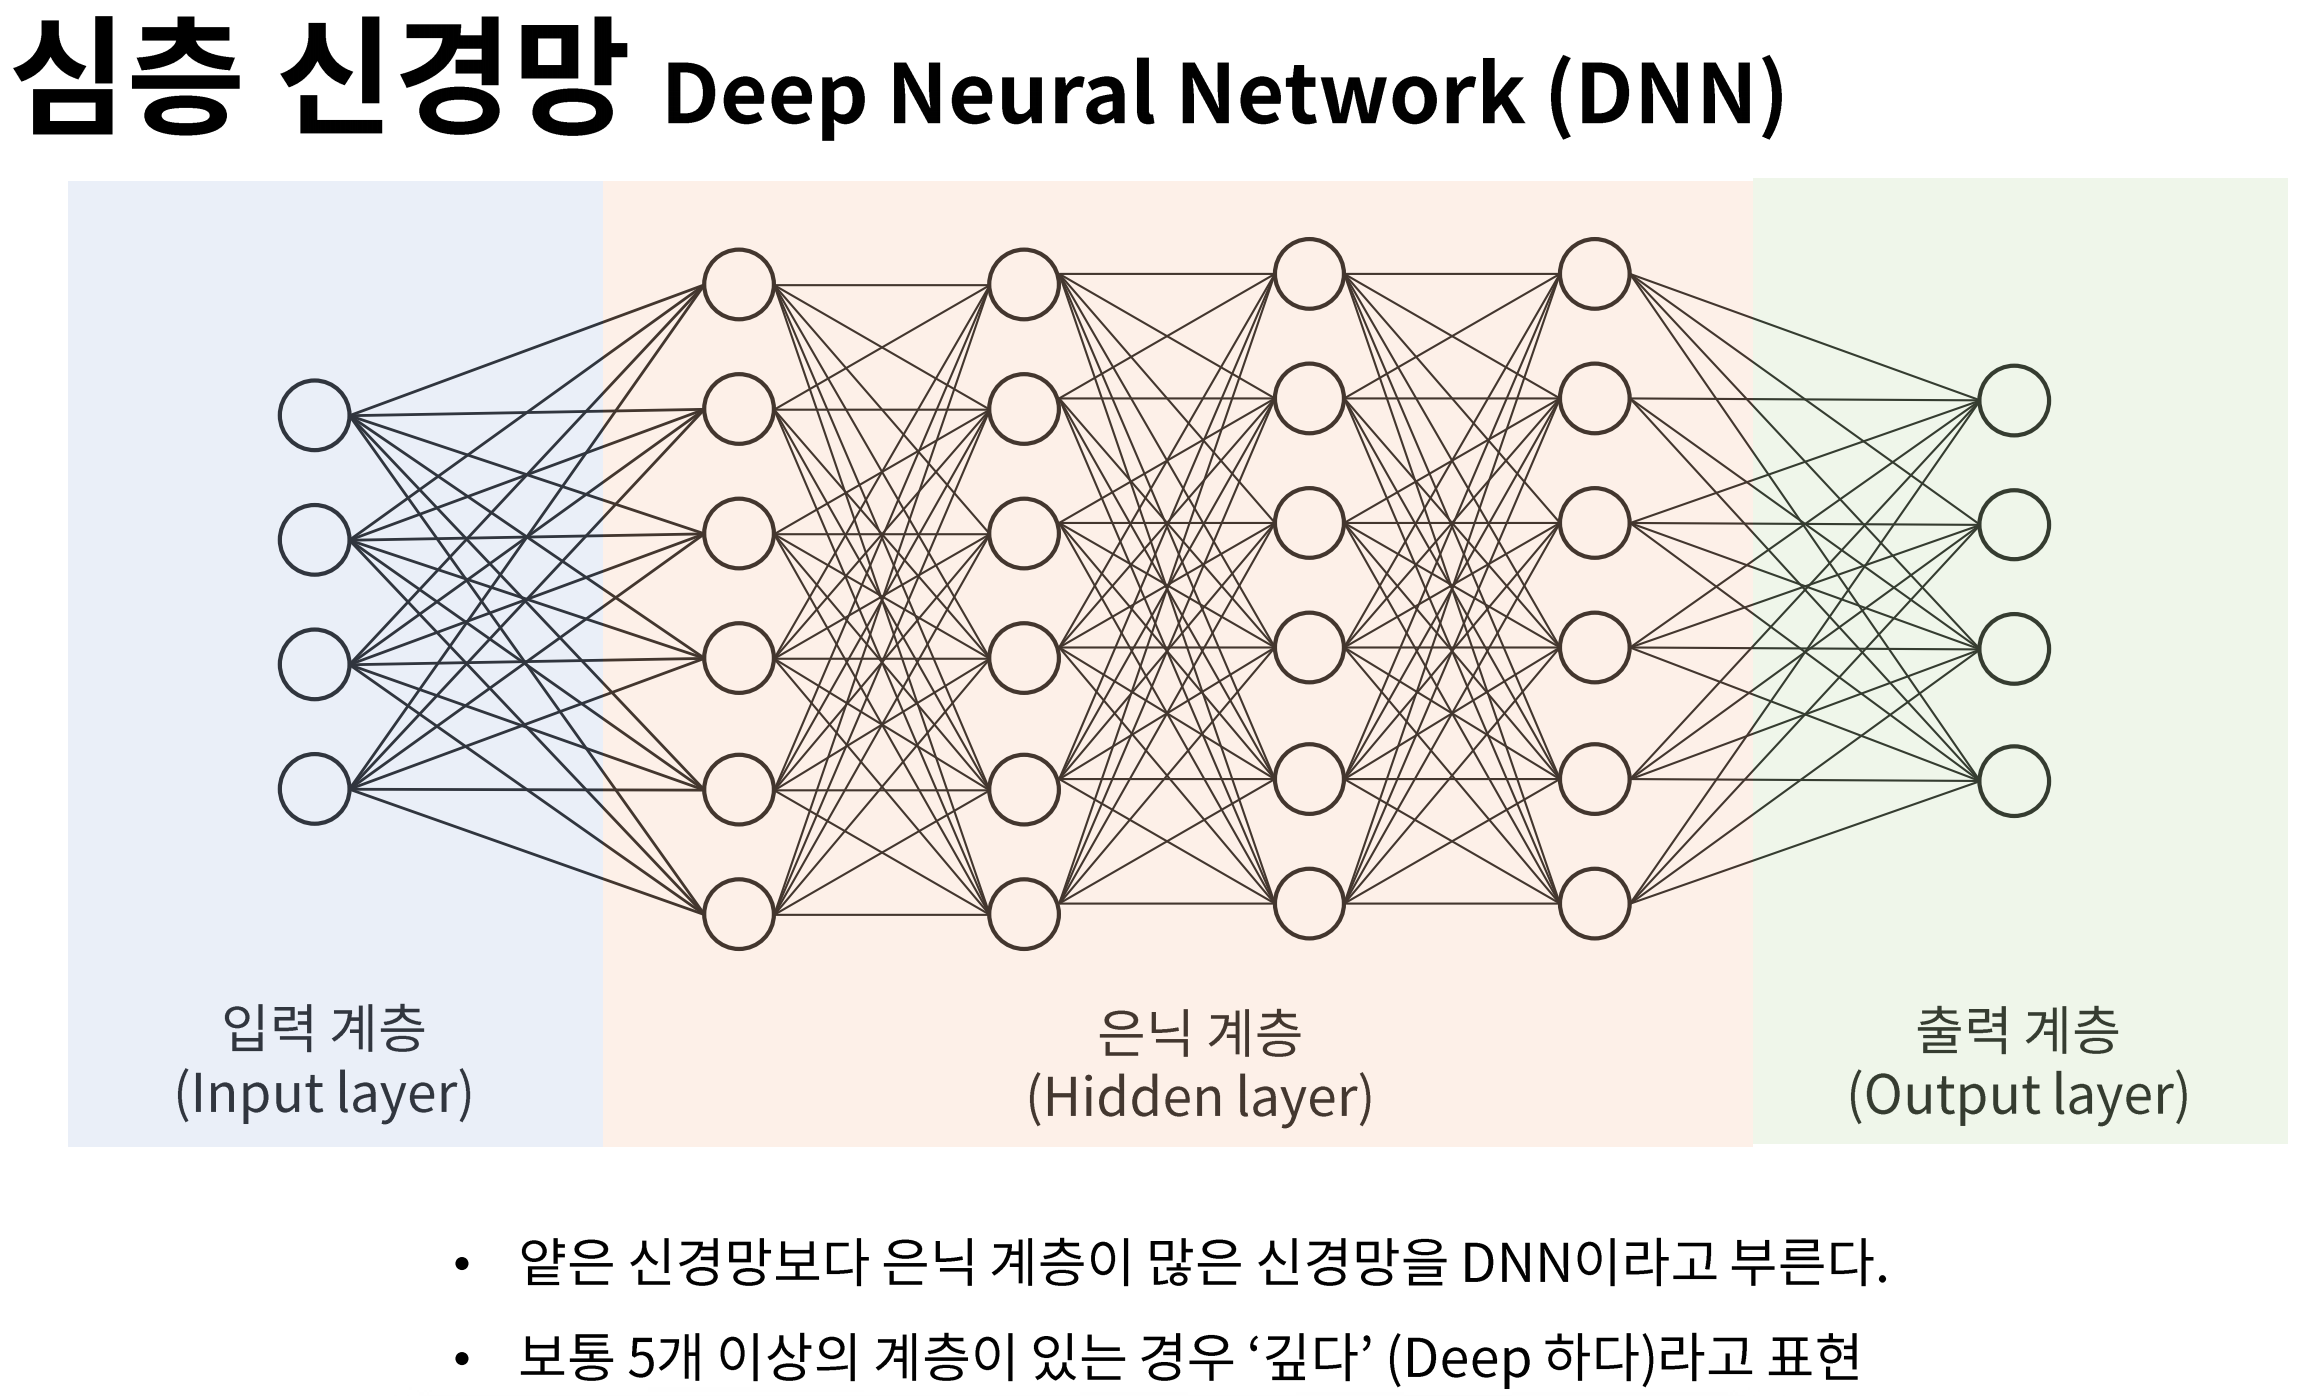 심층 신경망 Deep Neural Network (DNN)
입력 계층
(Input layer)
은닉 계층
(Hidden layer)
출력 계층
(Output layer)
• 얕은 신경망보다 은닉 계층이 많은 신경망을 DNN이라고 부른다.
• 보통 5개 이상의 계층이 있는 경우 ‘깊다’ (Deep 하다)라고 표현